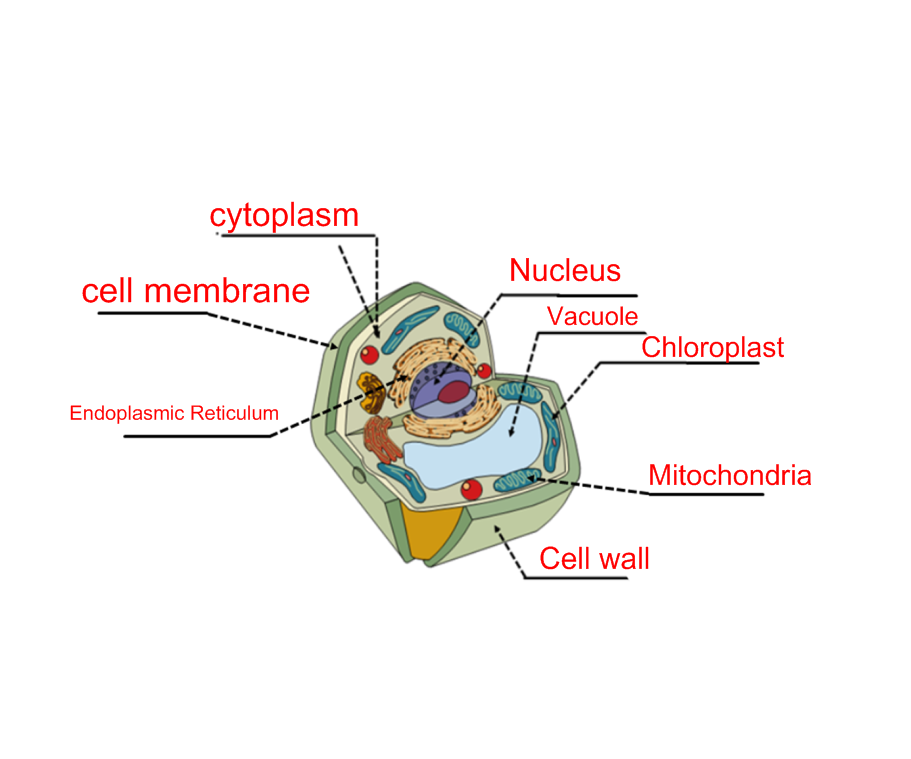 cytoplasm
Nucleus
cell membrane
Vacuole
Chloroplast
Endoplasmic Reticulum
Mitochondria
Cell wall